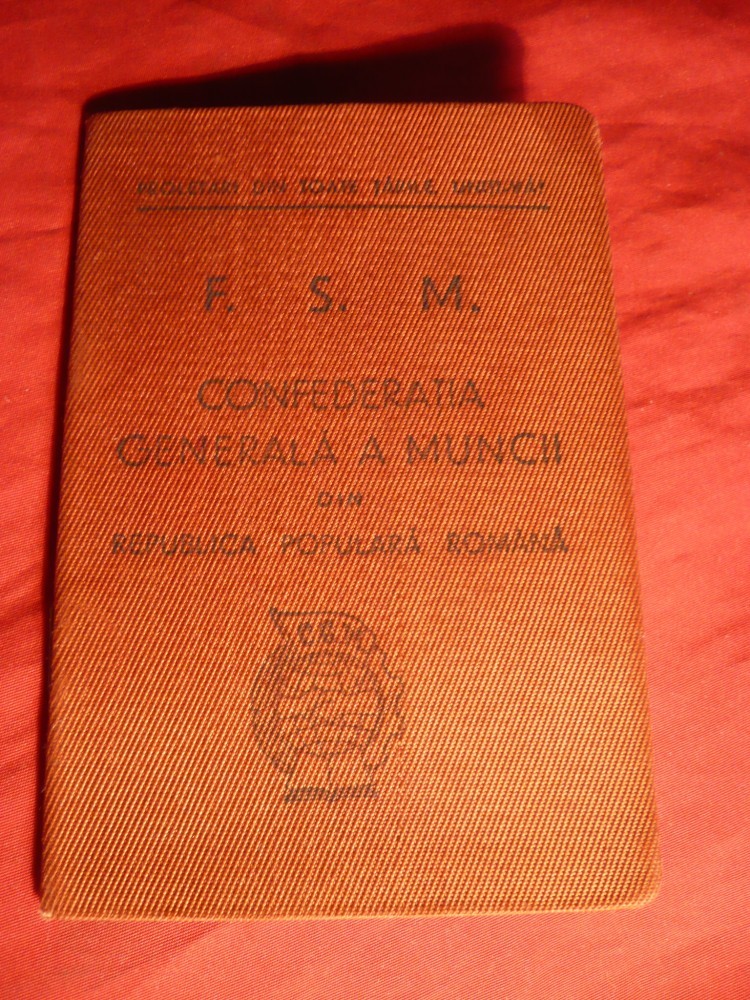 PROLETARI DIN TOATE ȚĂRILE, UNIȚI-VĂ!
F. S. M.
CONFEDERAȚIA
GENERALĂ A MUNCII
DIN
REPUBLICA POPULARĂ ROMÂNĂ
C G M